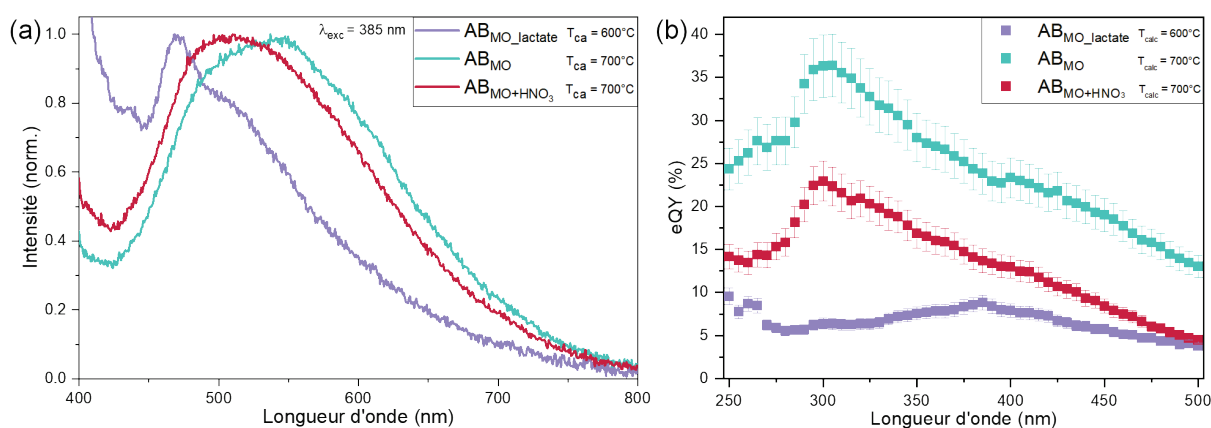 (a)
λexc = 385 nm
ABMO_lactate Tca = 600°C
ABMO Tca = 700°C
ABMO+HNO3 Tca = 700°C
Intensité (norm.)
1.0
0.8
0.6
0.4
0.2
0.0
400 500 600 700 800
Longueur d'onde (nm)
(b)
ABMO_lactate Tcalc = 600°C
ABMO Tcalc = 700°C
ABMO+HNO3 Tcalc = 700°C
eQY (%)
40
35
30
25
20
15
10
5
0
250 300 350 400 450 500
Longueur d'onde (nm)